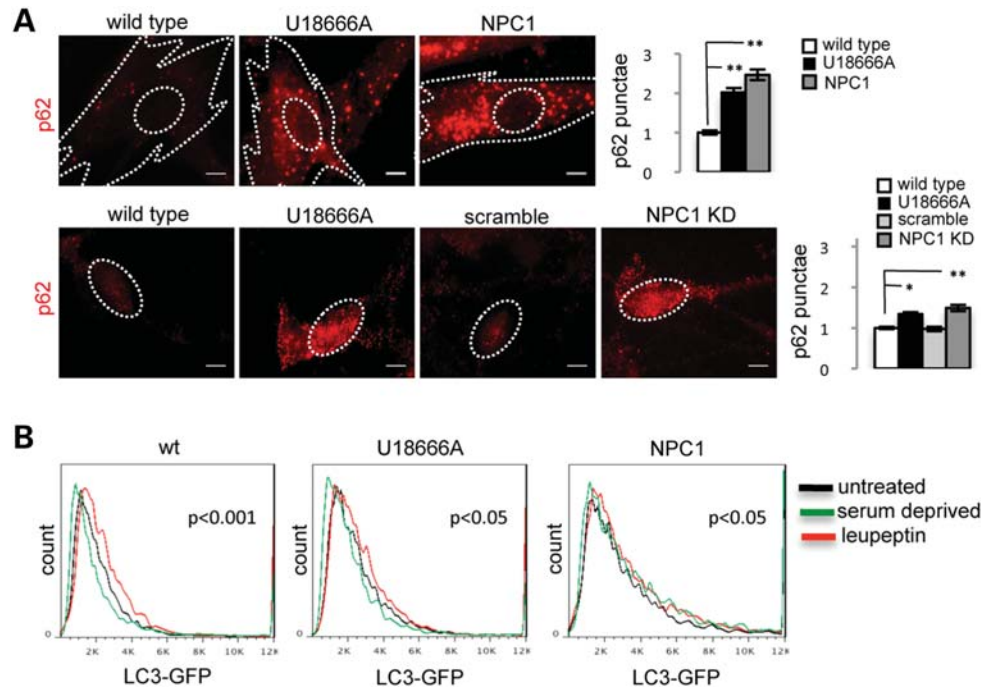 A
wild type U18666A NPC1
p62
p62 punctae
3
2
1
0
** **
wild type
U18666A
NPC1
wild type U18666A scramble NPC1 KD
p62
p62 punctae
3
2
1
0
* **
wild type
U18666A
scramble
NPC1 KD
B
wt U18666A NPC1
count
0
p<0.001
2K 4K 6K 8K 10K 12K
LC3-GFP
count
0
p<0.05
2K 4K 6K 8K 10K 12K
LC3-GFP
count
0
p<0.05
2K 4K 6K 8K 10K 12K
LC3-GFP
untreated
serum deprived
leupeptin